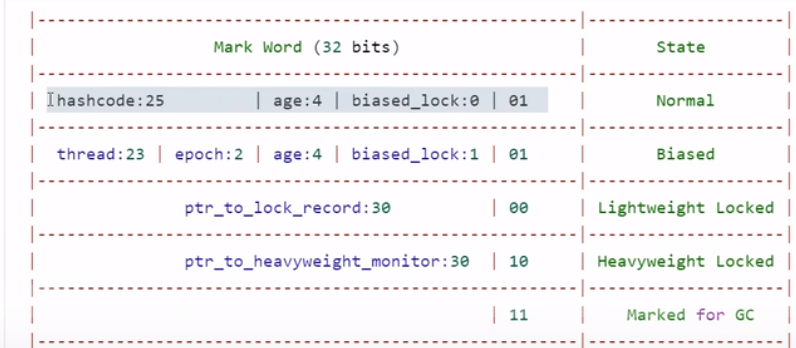 |-------------------------------------------------------|--------------------|
| Mark Word (32 bits) | State |
|-------------------------------------------------------|--------------------|
| hashcode:25 | age:4 | biased_lock:0 | 01 | Normal |
|-------------------------------------------------------|--------------------|
| thread:23 | epoch:2 | age:4 | biased_lock:1 | 01 | Biased |
|-------------------------------------------------------|--------------------|
| ptr_to_lock_record:30 | 00 | Lightweight Locked |
|-------------------------------------------------------|--------------------|
| ptr_to_heavyweight_monitor:30 | 10 | Heavyweight Locked |
|-------------------------------------------------------|--------------------|
| | 11 | Marked for GC |
|-------------------------------------------------------|--------------------|